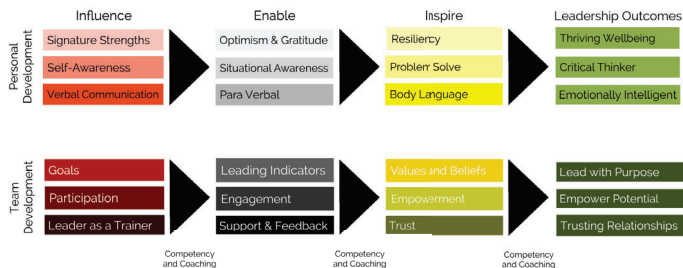 Influence
Enable
Inspire
Leadership Outcomes
Personal
Development
Signature Strengths
Optimism & Gratitude
Resiliency
Thriving Wellbeing
Self-Awareness
Situational Awareness
Problem Solve
Critical Thinker
Verbal Communication
Para Verbal
Body Language
Emotionally Intelligent
Team
Development
Goals
Leading Indicators
Values and Beliefs
Lead with Purpose
Participation
Engagement
Empowerment
Empower Potential
Leader as a Trainer
Support & Feedback
Trust
Trusting Relationships
Competency
and Coaching
Competency
and Coaching
Competency
and Coaching